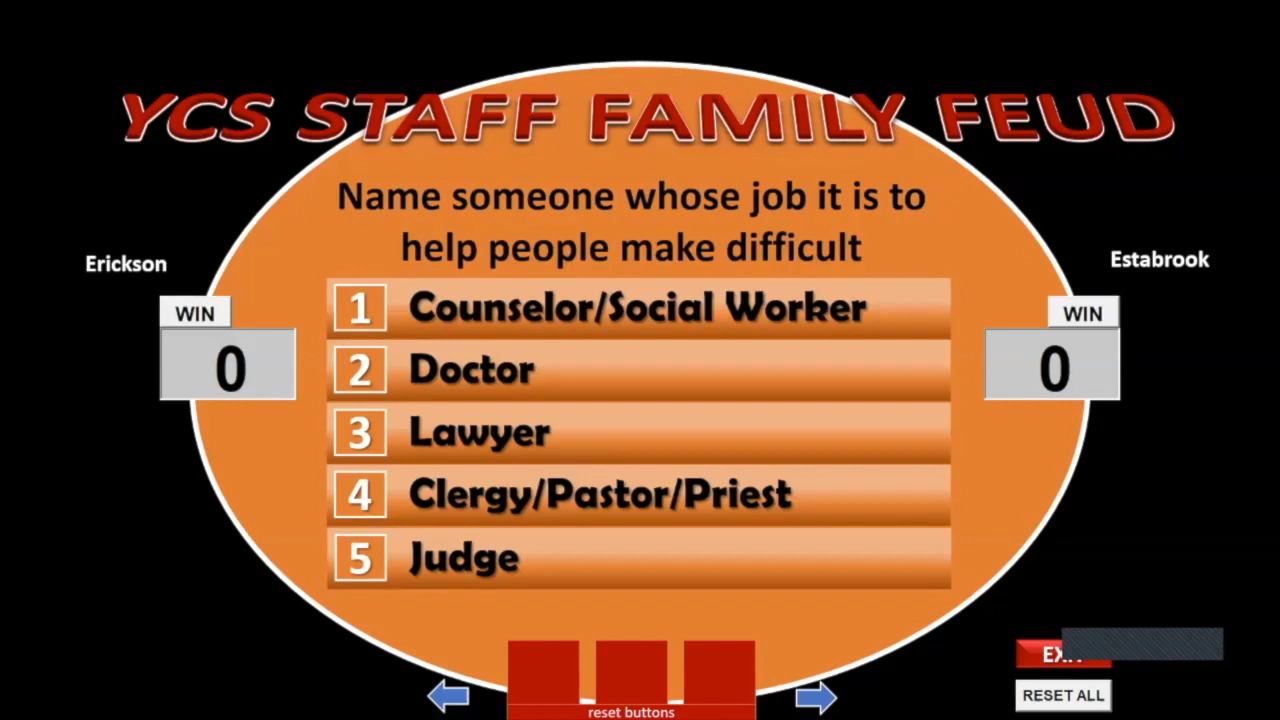 YCS STAFF FAMILY FEUD
Name someone whose job it is to
help people make difficult
Erickson
Estabrook
WIN
0
WIN
0
1 Counselor/Social Worker
2 Doctor
3 Lawyer
4 Clergy/Pastor/Priest
5 Judge
reset buttons
RESET ALL